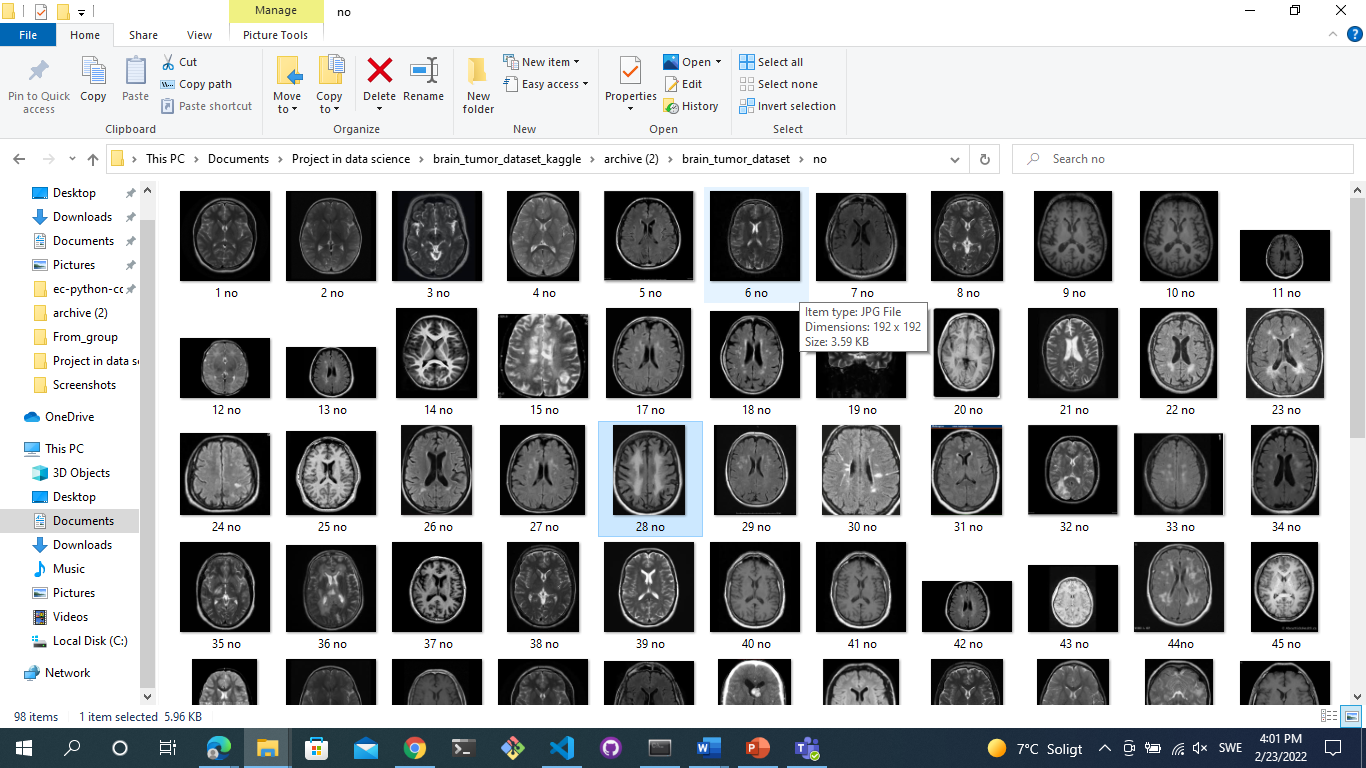 Manage
no
File
Home
Share
View
Picture Tools
Pin to Quick
access
Copy
Paste
Cut
Copy path
Paste shortcut
Clipboard
Move
to
Copy
to
Delete
Rename
Organize
New
folder
New item
Easy access
New
Properties
Open
Edit
History
Open
Select all
Select none
Invert selection
Select
This PC > Documents > Project in data science > brain_tumor_dataset_kaggle > archive (2) > brain_tumor_dataset > no
Search no
Desktop
Downloads
Documents
Pictures
ec-python-co
archive (2)
From_group
Project in data s
Screenshots
OneDrive
This PC
3D Objects
Desktop
Documents
Downloads
Music
Pictures
Videos
Local Disk (C:)
Network
1 no
2 no
3 no
4 no
5 no
6 no
7 no
8 no
9 no
10 no
11 no
Item type: JPG File
Dimensions: 192 x 192
Size: 3.59 KB
12 no
13 no
14 no
15 no
17 no
18 no
19 no
20 no
21 no
22 no
23 no
24 no
25 no
26 no
27 no
28 no
29 no
30 no
31 no
32 no
33 no
34 no
35 no
36 no
37 no
38 no
39 no
40 no
41 no
42 no
43 no
44no
45 no
98 items
1 item selected 5.96 KB
7°C Soligt
SWE
4:01 PM
2/23/2022